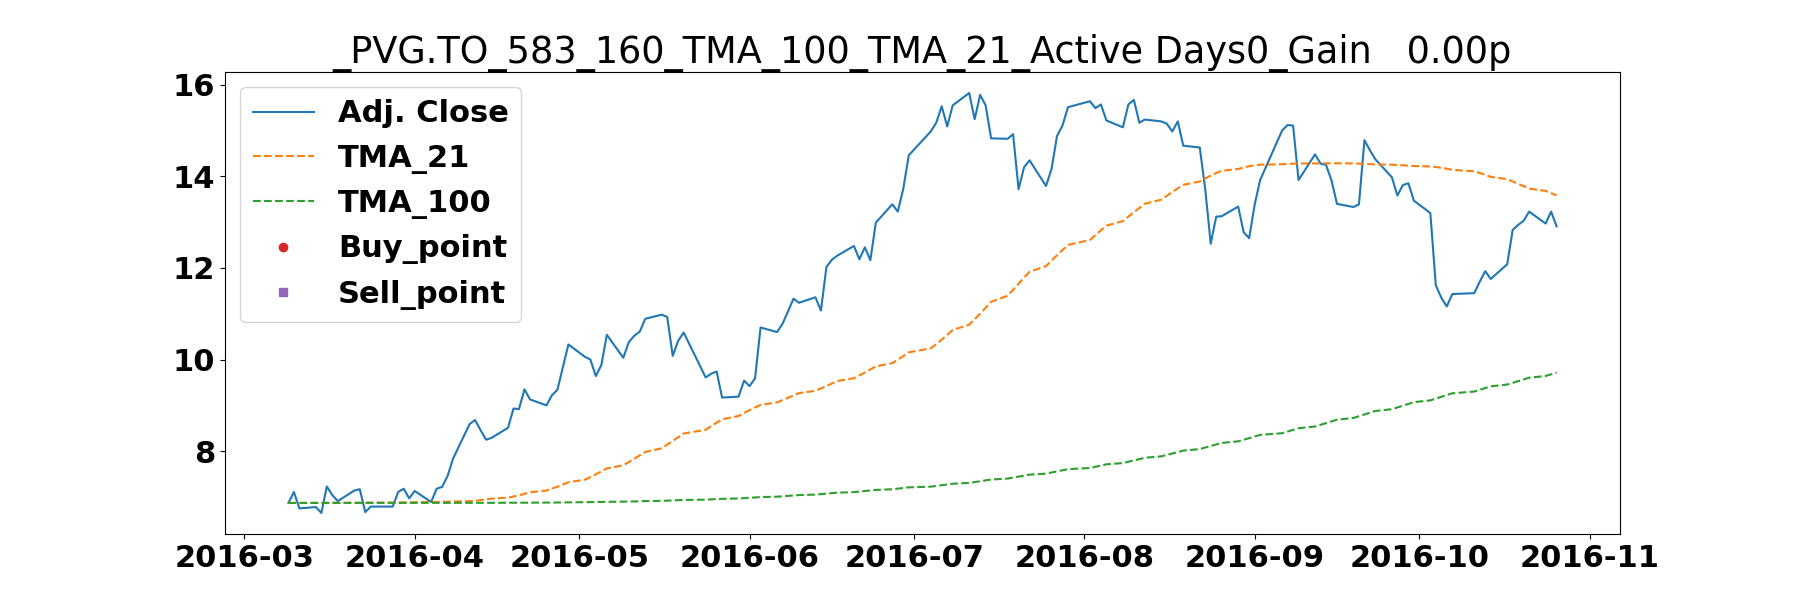 _PVG.TO_583_160_TMA_100_TMA_21_Active Days0_Gain   0.00p
16
14
12
10
8
Adj. Close
TMA_21
TMA_100
Buy_point
Sell_point
2016-03 2016-04 2016-05 2016-06 2016-07 2016-08 2016-09 2016-10 2016-11